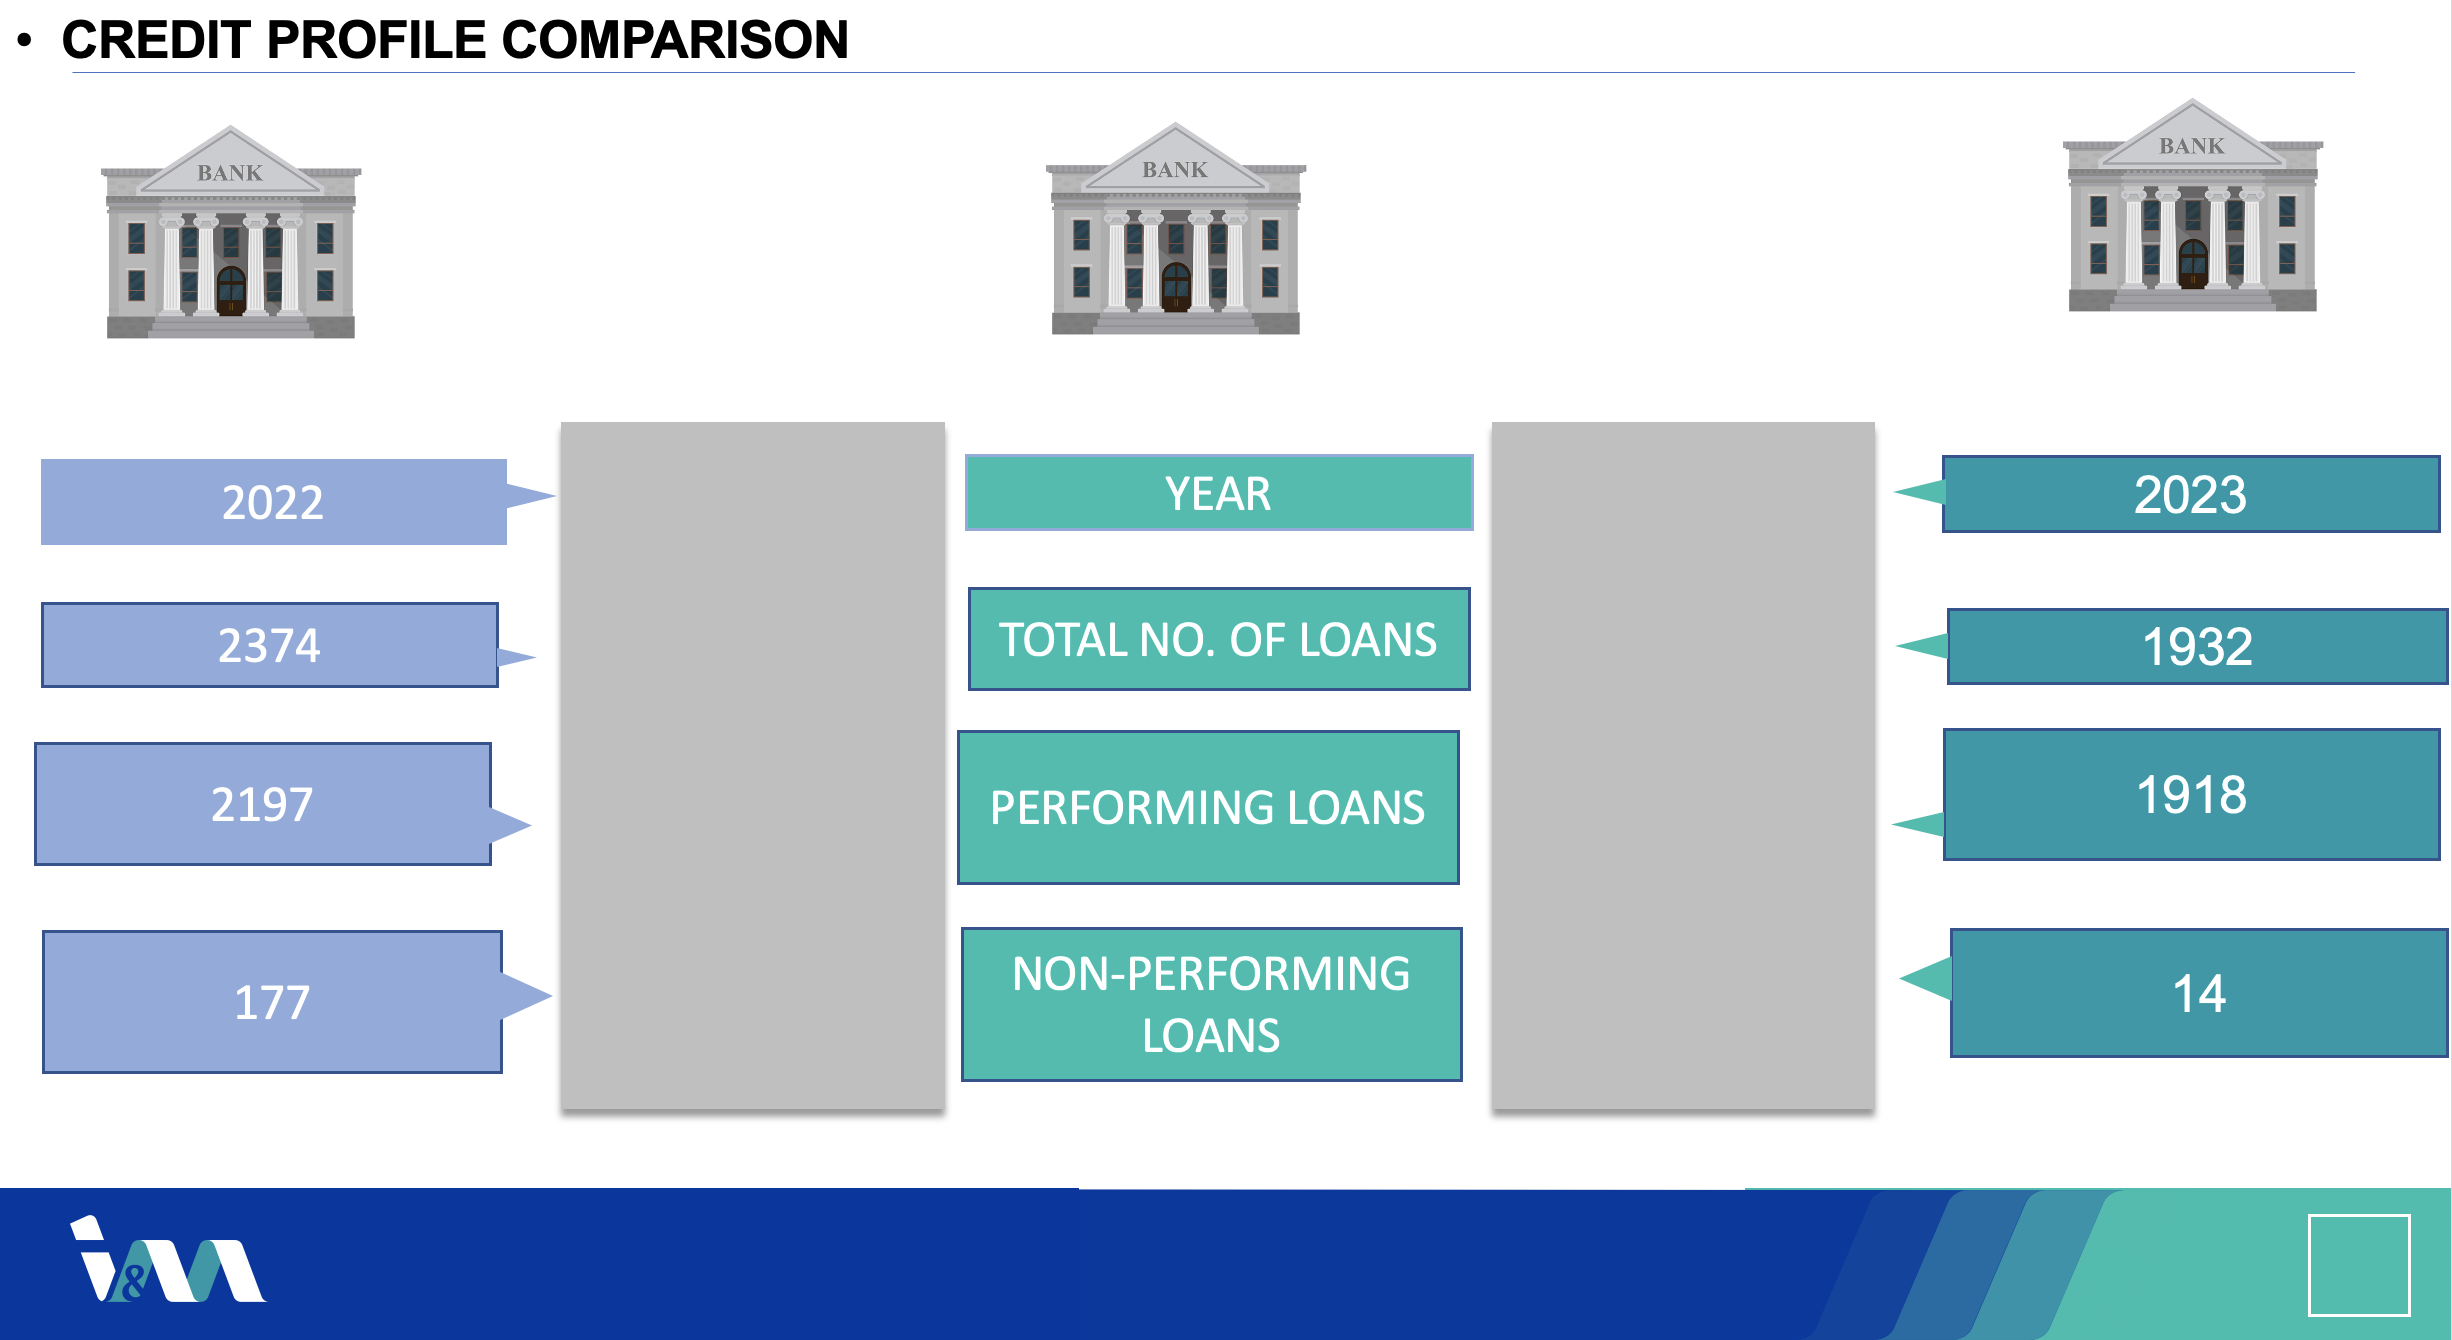 • CREDIT PROFILE COMPARISON
BANK
BANK
BANK
2022
YEAR
2023
2374
TOTAL NO. OF LOANS
1932
2197
PERFORMING LOANS
1918
177
NON-PERFORMING
LOANS
14
i&m